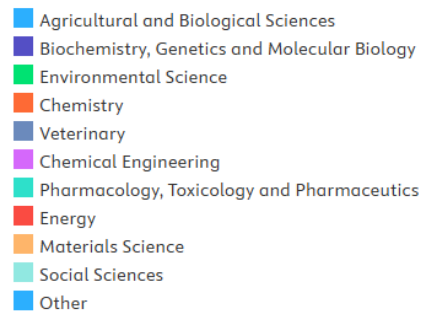 Agricultural and Biological Sciences
Biochemistry, Genetics and Molecular Biology
Environmental Science
Chemistry
Veterinary
Chemical Engineering
Pharmacology, Toxicology and Pharmaceutics
Energy
Materials Science
Social Sciences
Other